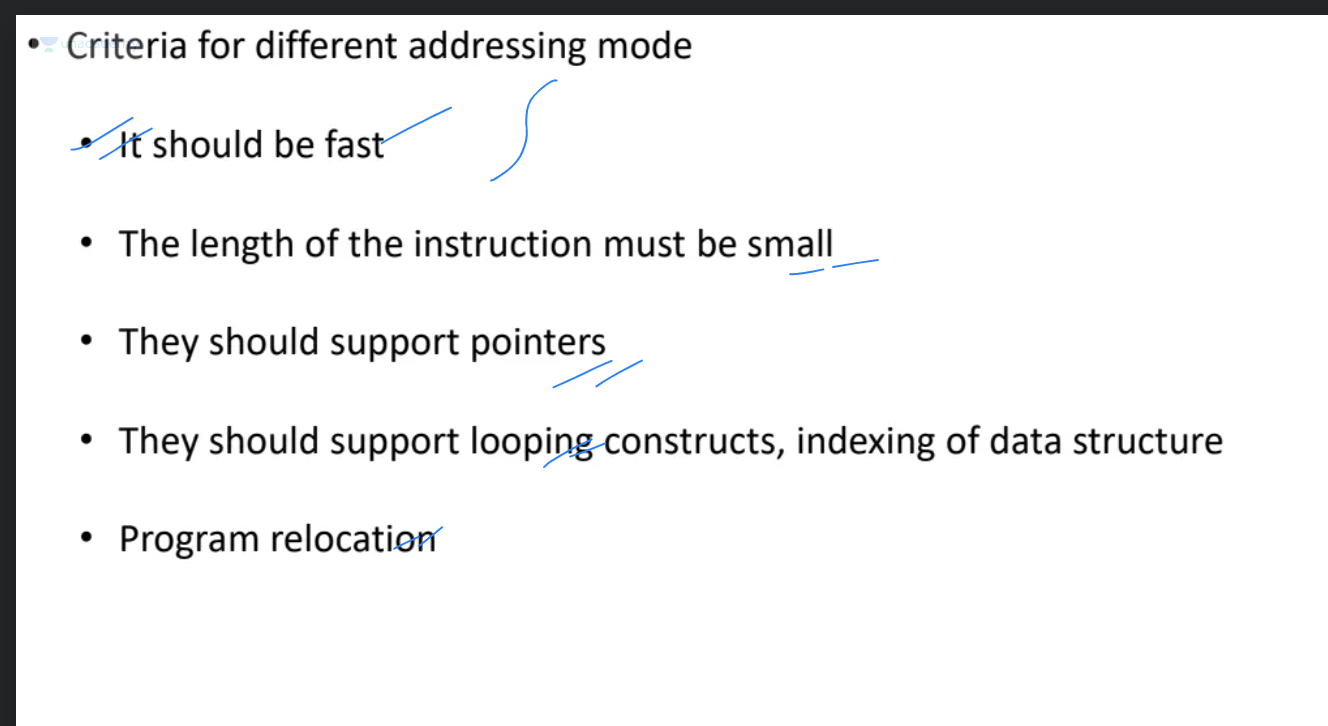 • Criteria for different addressing mode
• It should be fast
• The length of the instruction must be small
• They should support pointers
• They should support looping constructs, indexing of data structure
• Program relocation